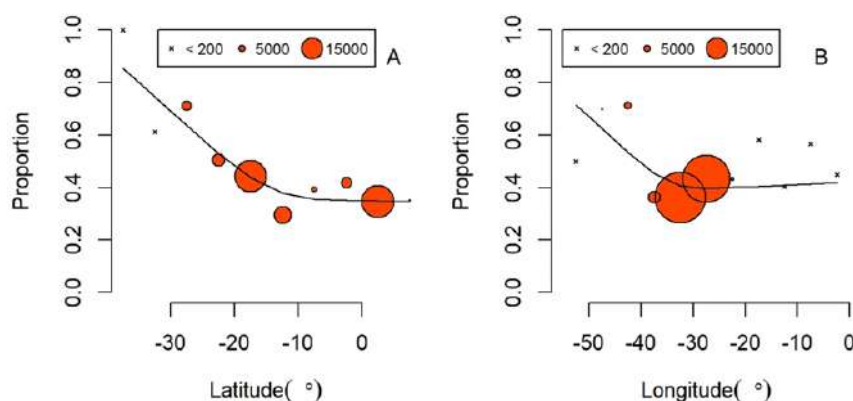 × < 200 5000 15000 A
Proportion
1.0
0.8
0.6
0.4
0.2
0.0
-30 -20 -10 0
Latitude( °)
× < 200 5000 15000 B
Proportion
1.0
0.8
0.6
0.4
0.2
0.0
-50 -40 -30 -20 -10 0
Longitude( °)